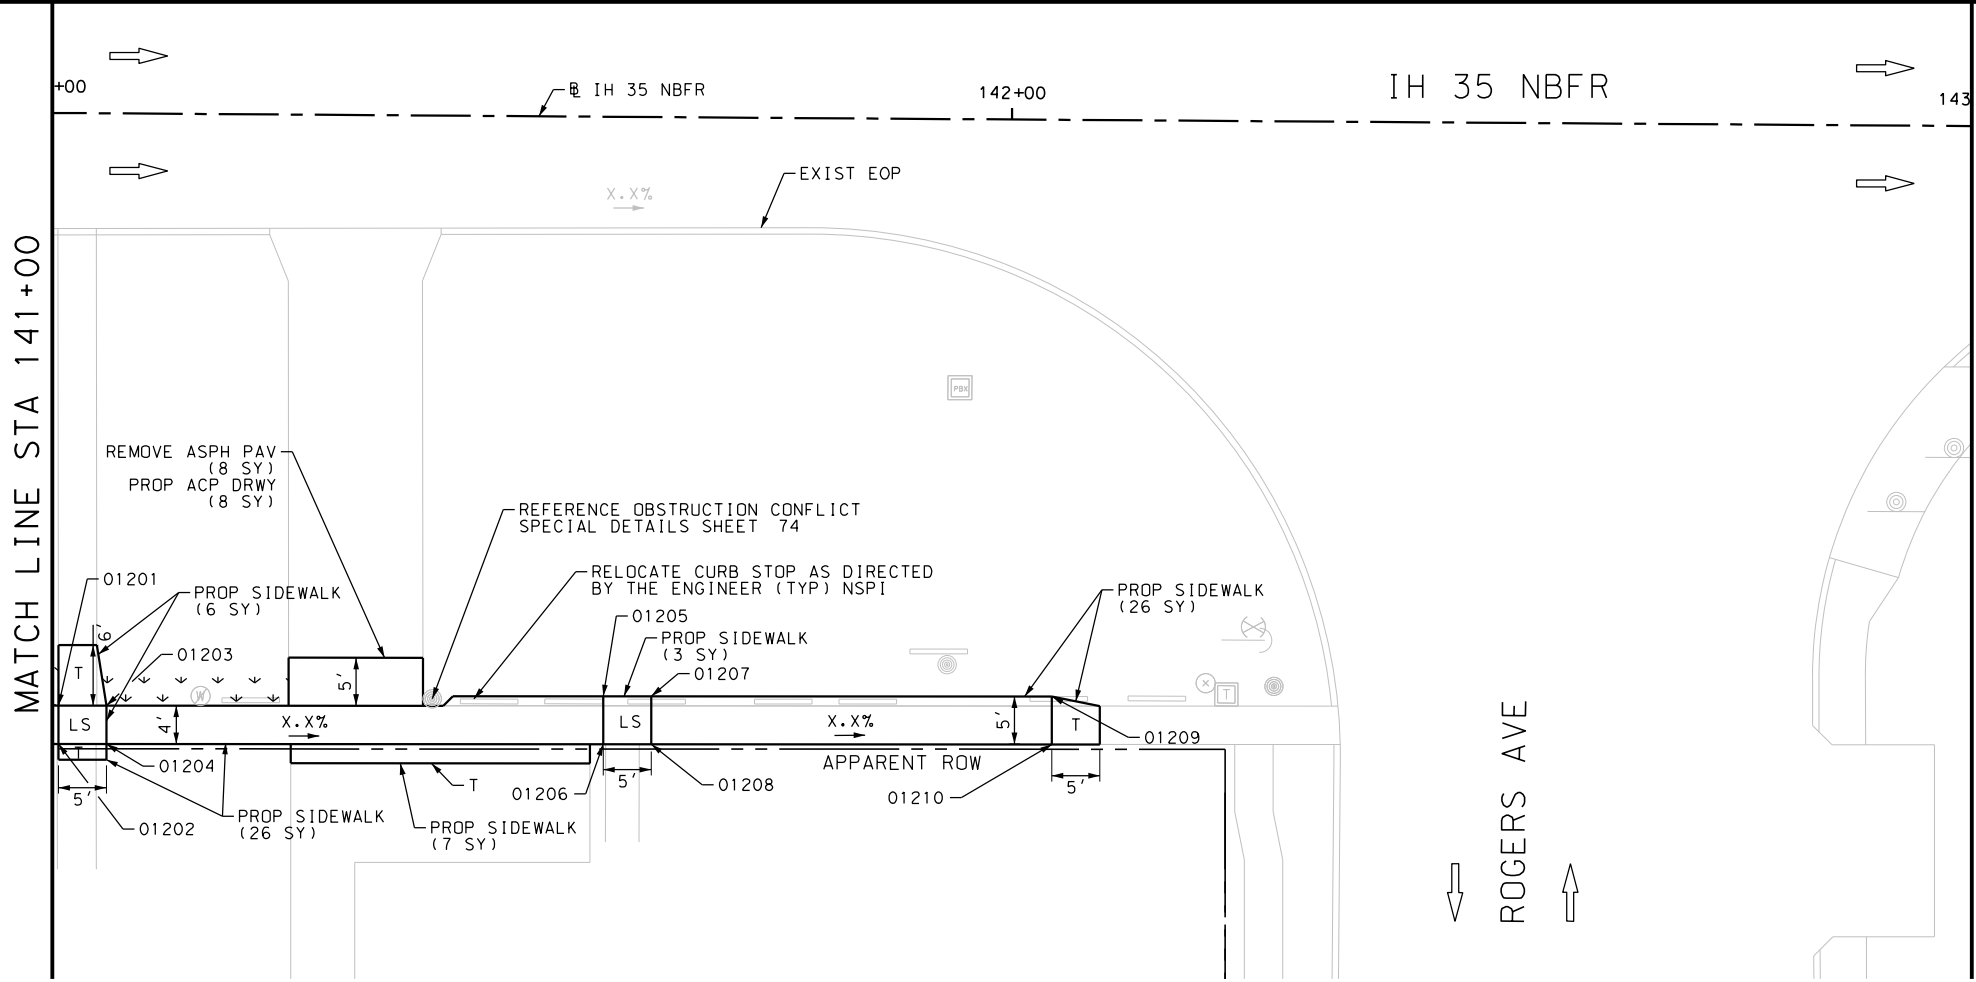 +00
℄ IH 35 NBFR
142+00
IH 35 NBFR
143
EXIST EOP
X.X%
MATCH LINE STA 141+00
PBX
REMOVE ASPH PAV
(8 SY)
PROP ACP DRWY
(8 SY)
REFERENCE OBSTRUCTION CONFLICT
SPECIAL DETAILS SHEET 74
RELOCATE CURB STOP AS DIRECTED
BY THE ENGINEER (TYP) NSPI
01201
PROP SIDEWALK
(6 SY)
6'
01203
T
W
5'
01205
PROP SIDEWALK
(3 SY)
01207
PROP SIDEWALK
(26 SY)
T
LS
4'
X.X%
LS
X.X%
5'
T
01209
T
01204
5'
01202
PROP SIDEWALK
(26 SY)
T
PROP SIDEWALK
(7 SY)
01206
5'
01208
APPARENT ROW
01210
5'
ROGERS AVE